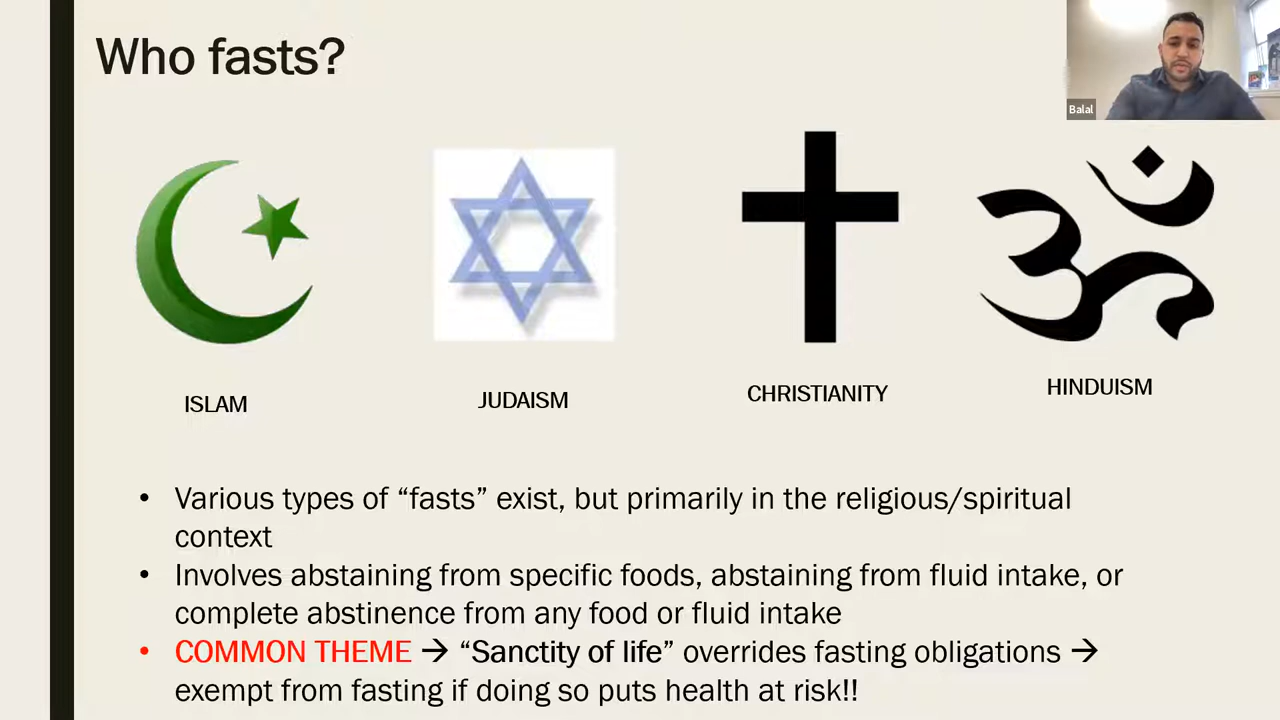 Who fasts?
Balal
ISLAM
JUDAISM
CHRISTIANITY
HINDUISM
• Various types of “fasts” exist, but primarily in the religious/spiritual
context
• Involves abstaining from specific foods, abstaining from fluid intake, or
complete abstinence from any food or fluid intake
• COMMON THEME → “Sanctity of life” overrides fasting obligations →
exempt from fasting if doing so puts health at risk!!